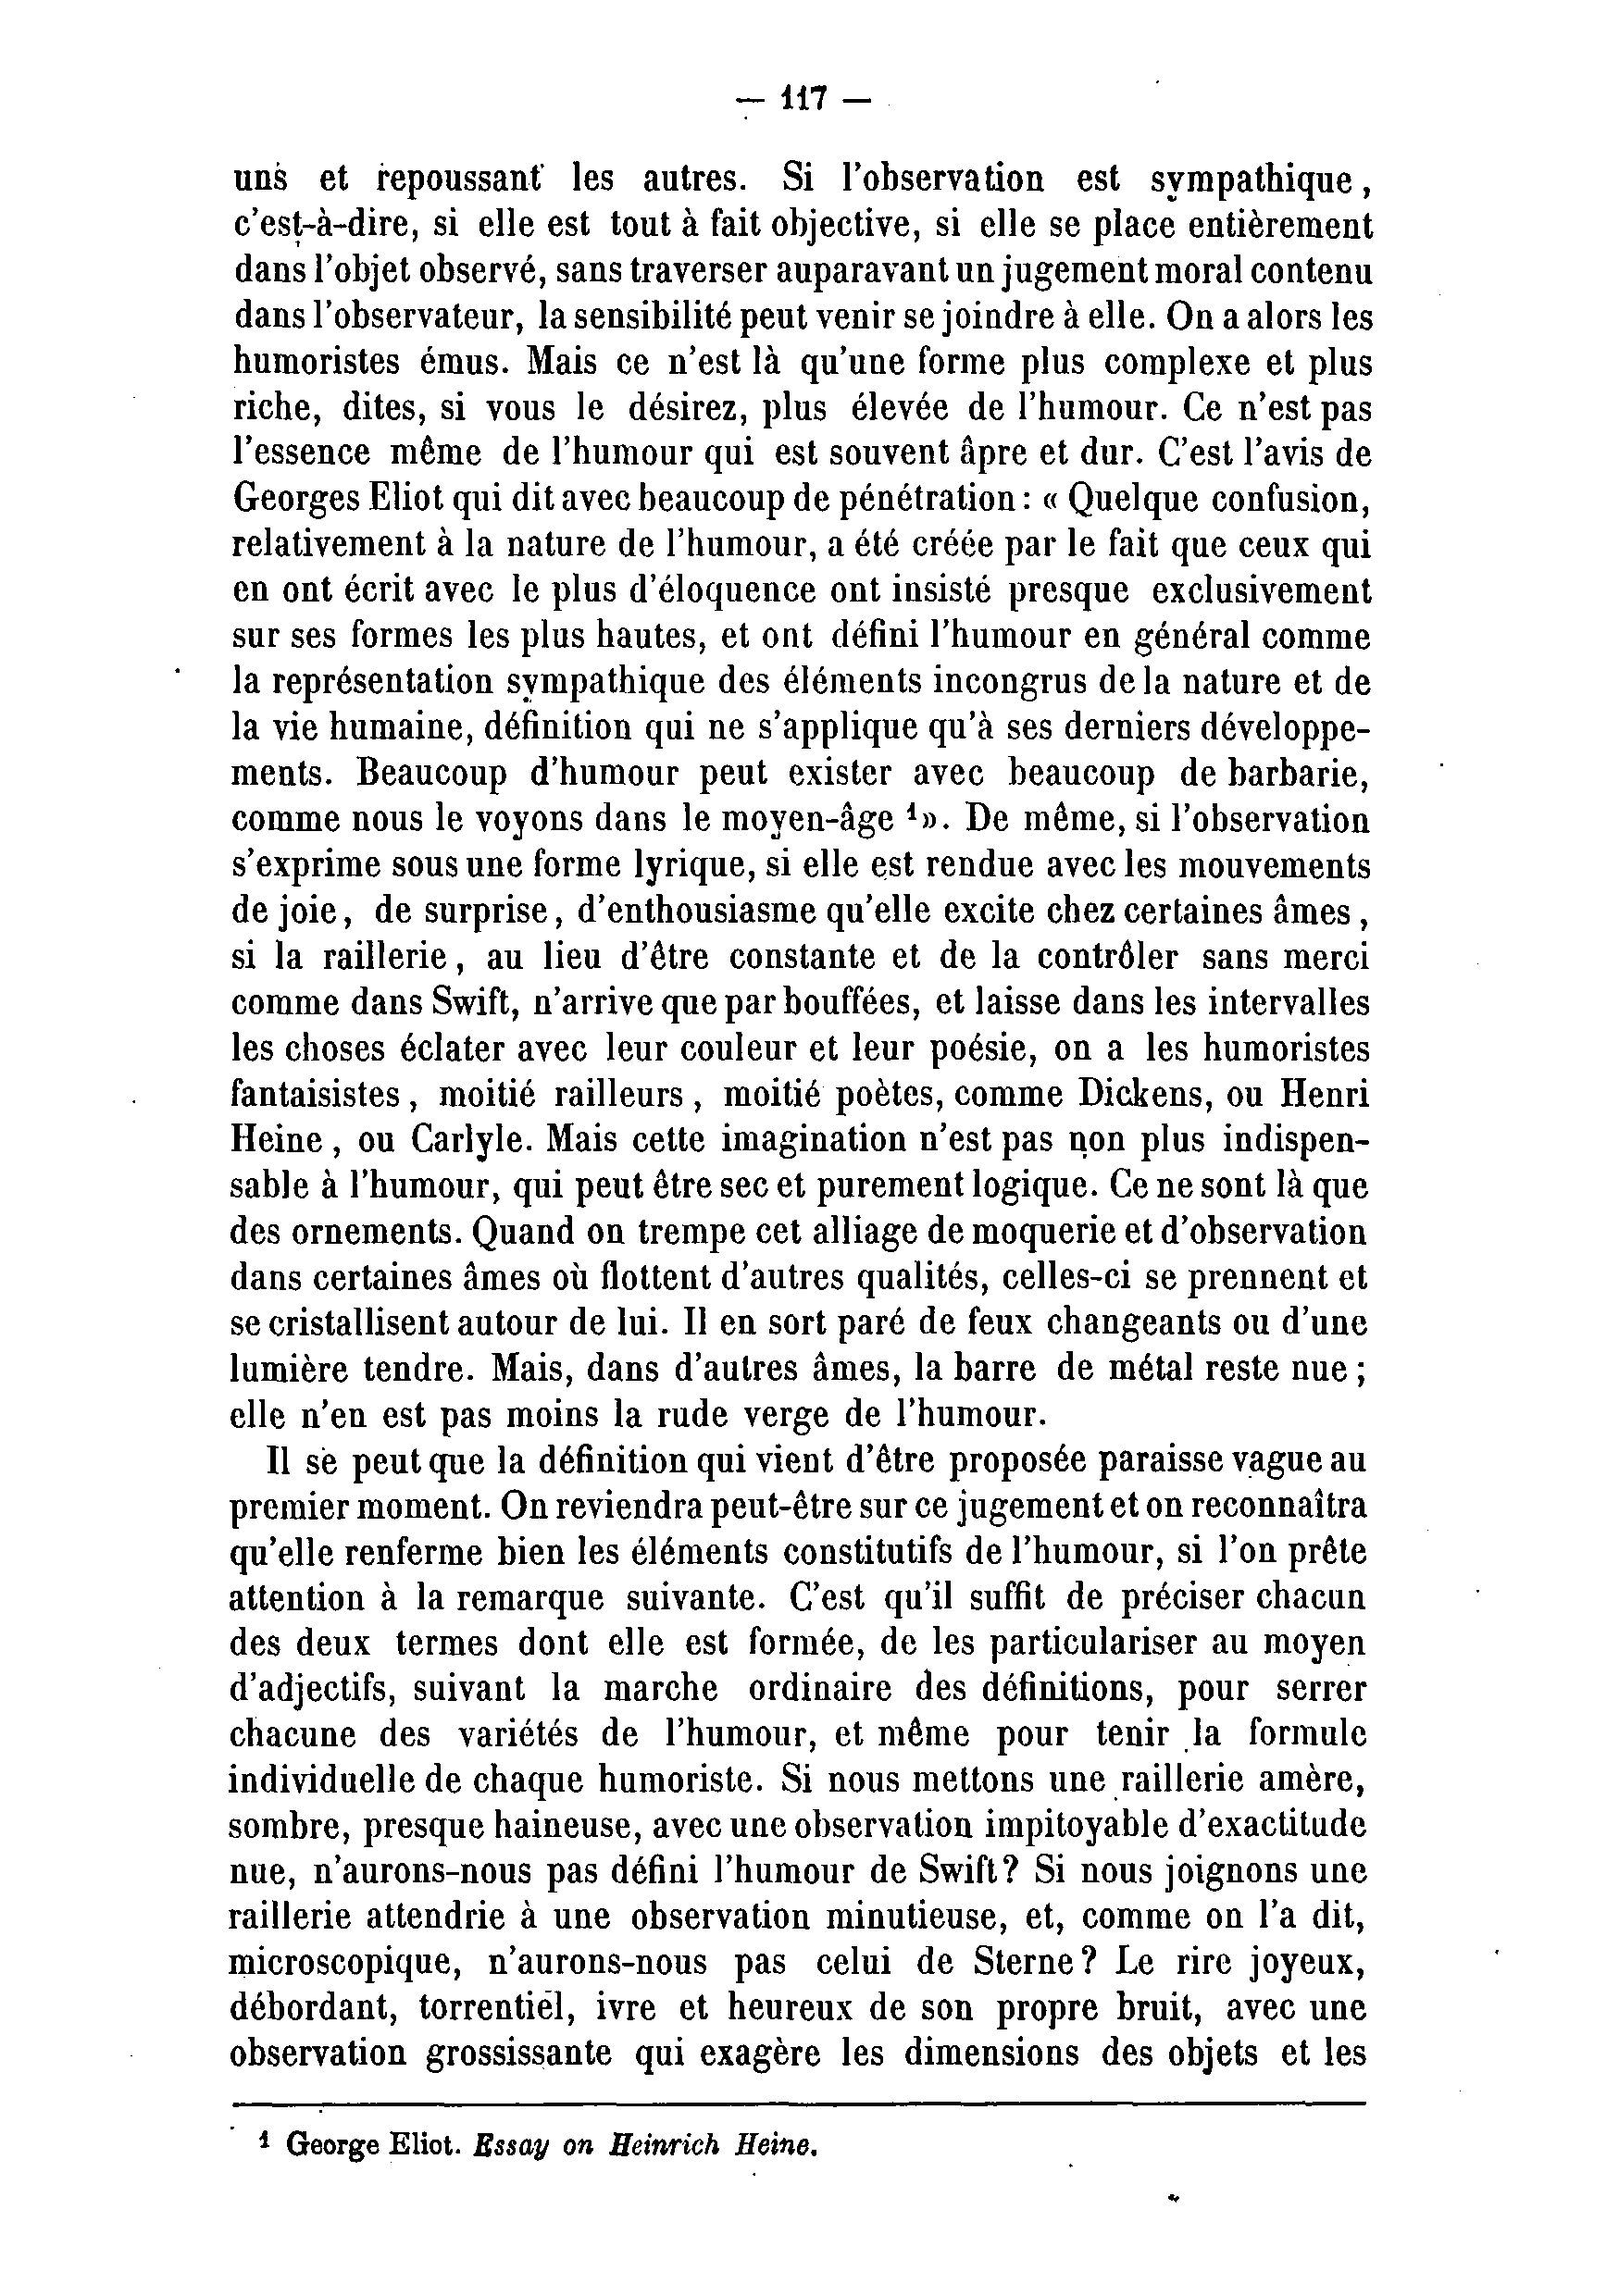 — 117 —
uns et repoussant les autres. Si l'observation est sympathique,
c'est-à-dire, si elle est tout à fait objective, si elle se place entièrement
dans l'objet observé, sans traverser auparavant un jugement moral contenu
dans l'observateur, la sensibilité peut venir se joindre à elle. On a alors les
humoristes émus. Mais ce n'est là qu'une forme plus complexe et plus
riche, dites, si vous le désirez, plus élevée de l'humour. Ce n'est pas
l'essence même de l'humour qui est souvent âpre et dur. C'est l'avis de
Georges Eliot qui dit avec beaucoup de pénétration : « Quelque confusion,
relativement à la nature de l'humour, a été créée par le fait que ceux qui
en ont écrit avec le plus d'éloquence ont insisté presque exclusivement
sur ses formes les plus hautes, et ont défini l'humour en général comme
la représentation sympathique des éléments incongrus de la nature et de
la vie humaine, définition qui ne s'applique qu'à ses derniers développe-
ments. Beaucoup d'humour peut exister avec beaucoup de barbarie,
comme nous le voyons dans le moyen-âge ¹». De même, si l'observation
s'exprime sous une forme lyrique, si elle est rendue avec les mouvements
de joie, de surprise, d'enthousiasme qu'elle excite chez certaines âmes,
si la raillerie, au lieu d'être constante et de la contrôler sans merci
comme dans Swift, n'arrive que par bouffées, et laisse dans les intervalles
les choses éclater avec leur couleur et leur poésie, on a les humoristes
fantaisistes, moitié railleurs, moitié poètes, comme Dickens, ou Henri
Heine, ou Carlyle. Mais cette imagination n'est pas non plus indispen-
sable à l'humour, qui peut être sec et purement logique. Ce ne sont là que
des ornements. Quand on trempe cet alliage de moquerie et d'observation
dans certaines âmes où flottent d'autres qualités, celles-ci se prennent et
se cristallisent autour de lui. Il en sort paré de feux changeants ou d'une
lumière tendre. Mais, dans d'autres âmes, la barre de métal reste nue ;
elle n'en est pas moins la rude verge de l'humour.
Il se peut que la définition qui vient d'être proposée paraisse vague au
premier moment. On reviendra peut-être sur ce jugement et on reconnaîtra
qu'elle renferme bien les éléments constitutifs de l'humour, si l'on prête
attention à la remarque suivante. C'est qu'il suffit de préciser chacun
des deux termes dont elle est formée, de les particulariser au moyen
d'adjectifs, suivant la marche ordinaire des définitions, pour serrer
chacune des variétés de l'humour, et même pour tenir la formule
individuelle de chaque humoriste. Si nous mettons une raillerie amère,
sombre, presque haineuse, avec une observation impitoyable d'exactitude
nue, n'aurons-nous pas défini l'humour de Swift? Si nous joignons une
raillerie attendrie à une observation minutieuse, et, comme on l'a dit,
microscopique, n'aurons-nous pas celui de Sterne? Le rire joyeux,
débordant, torrentiel, ivre et heureux de son propre bruit, avec une
observation grossissante qui exagère les dimensions des objets et les
¹ George Eliot. Essay on Heinrich Heine.